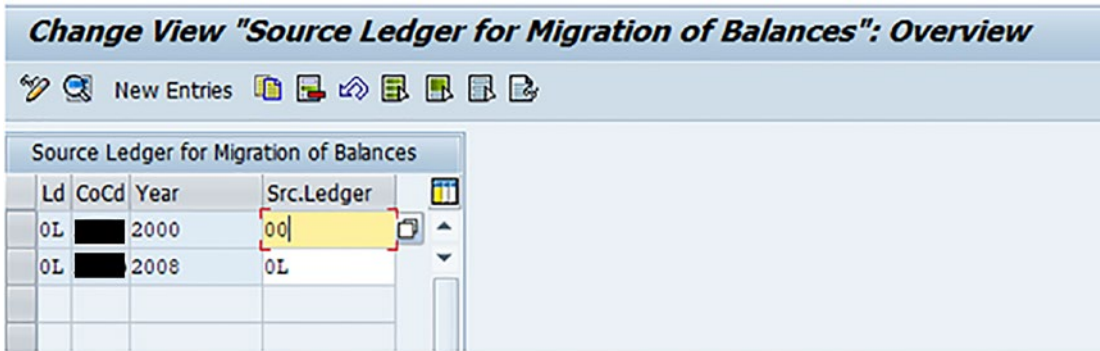 Change View "Source Ledger for Migration of Balances": Overview
New Entries
Source Ledger for Migration of Balances
Ld CoCd Year Src.Ledger
0L 2000 00
0L 2008 0L